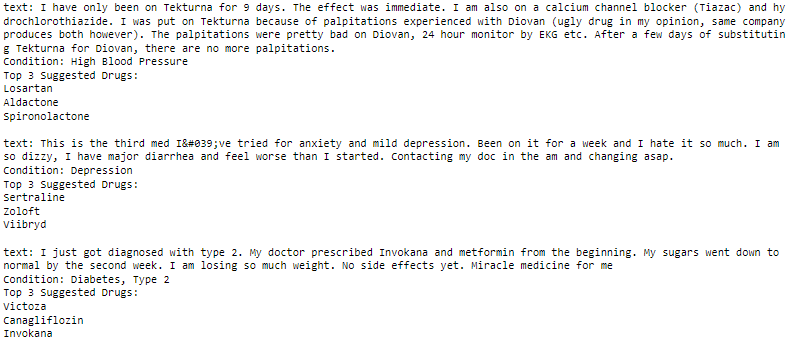 text: I have only been on Tekturna for 9 days. The effect was immediate. I am also on a calcium channel blocker (Tiazac) and hy
drochlorothiazide. I was put on Tekturna because of palpitations experienced with Diovan (ugly drug in my opinion, same company
produces both however). The palpitations were pretty bad on Diovan, 24 hour monitor by EKG etc. After a few days of substitutin
g Tekturna for Diovan, there are no more palpitations.
Condition: High Blood Pressure
Top 3 Suggested Drugs:
Losartan
Aldactone
Spironolactone

text: This is the third med I&#039;ve tried for anxiety and mild depression. Been on it for a week and I hate it so much. I am
so dizzy, I have major diarrhea and feel worse than I started. Contacting my doc in the am and changing asap.
Condition: Depression
Top 3 Suggested Drugs:
Sertraline
Zoloft
Viibryd

text: I just got diagnosed with type 2. My doctor prescribed Invokana and metformin from the beginning. My sugars went down to
normal by the second week. I am losing so much weight. No side effects yet. Miracle medicine for me
Condition: Diabetes, Type 2
Top 3 Suggested Drugs:
Victoza
Canagliflozin
Invokana